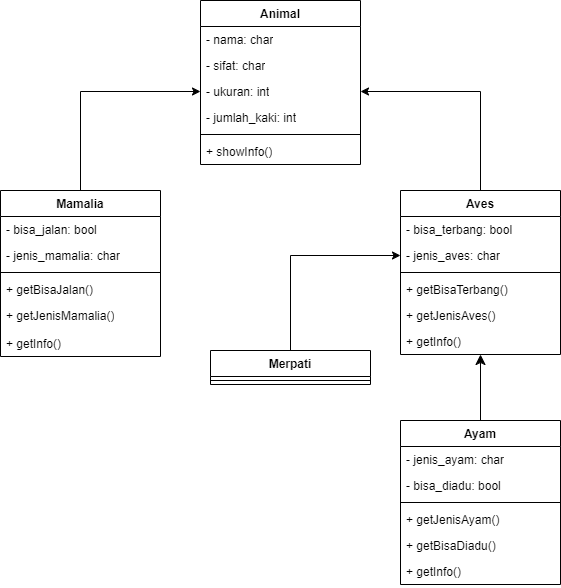 Animal
- nama: char
- sifat: char
- ukuran: int
- jumlah_kaki: int
+ showInfo()
Mamalia
- bisa_jalan: bool
- jenis_mamalia: char
+ getBisaJalan()
+ getJenisMamalia()
+ getInfo()
Aves
- bisa_terbang: bool
- jenis_aves: char
+ getBisaTerbang()
+ getJenisAves()
+ getInfo()
Merpati
Ayam
- jenis_ayam: char
- bisa_diadu: bool
+ getJenisAyam()
+ getBisaDiadu()
+ getInfo()